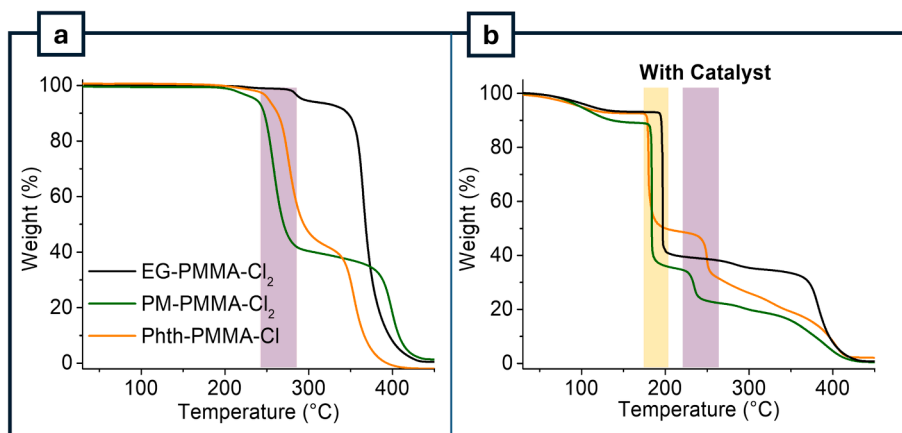 a
100
80
60
40
20
0
Weight (%)
EG-PMMA-Cl₂
PM-PMMA-Cl₂
Phth-PMMA-Cl
100
200
300
400
Temperature (°C)
b
With Catalyst
100
80
60
40
20
0
Weight (%)
100
200
300
400
Temperature (°C)